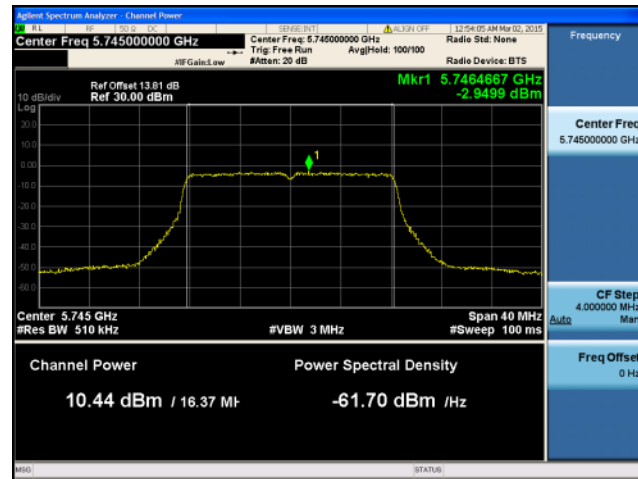 Agilent Spectrum Analyzer - Channel Power
RL RF 50 Ω DC SENSE:INT ALIGN OFF 12:54:05 AM Mar 02, 2015
Center Freq 5.745000000 GHz
Center Freq: 5.745000000 GHz
Radio Std: None
Trig: Free Run Avg|Hold: 100/100
#IFGain:Low #Atten: 20 dB Radio Device: BTS
Ref Offset 13.81 dB
10 dB/div Ref 30.00 dBm
Mkr1 5.7464667 GHz
-2.9499 dBm
Log
20.0
10.0
0.00
-10.0
-20.0
-30.0
-40.0
-50.0
-60.0
1
Center 5.745 GHz Span 40 MHz
#Res BW 510 kHz #VBW 3 MHz #Sweep 100 ms
Channel Power Power Spectral Density
10.44 dBm / 16.37 MH -61.70 dBm /Hz
MSG STATUS
Frequency
Center Freq
5.745000000 GHz
CF Step
4.000000 MHz
Auto Man
Freq Offset
0 Hz